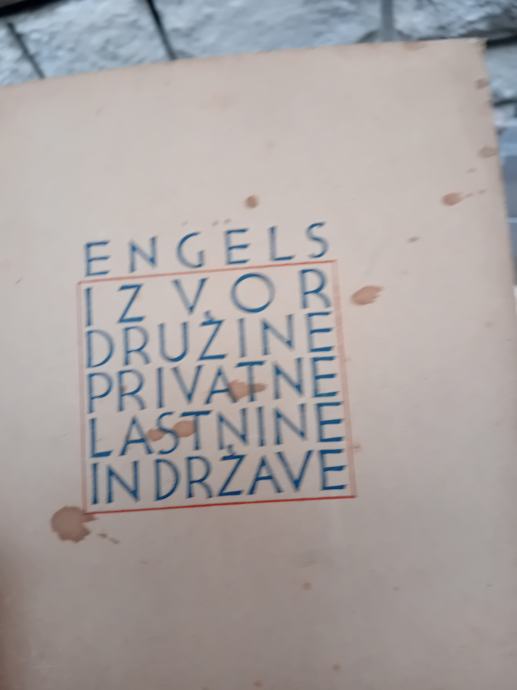 ENGELS
IZVOR
DRUŽINE
PRIVATNE
LASTNINE
IN DRŽAVE